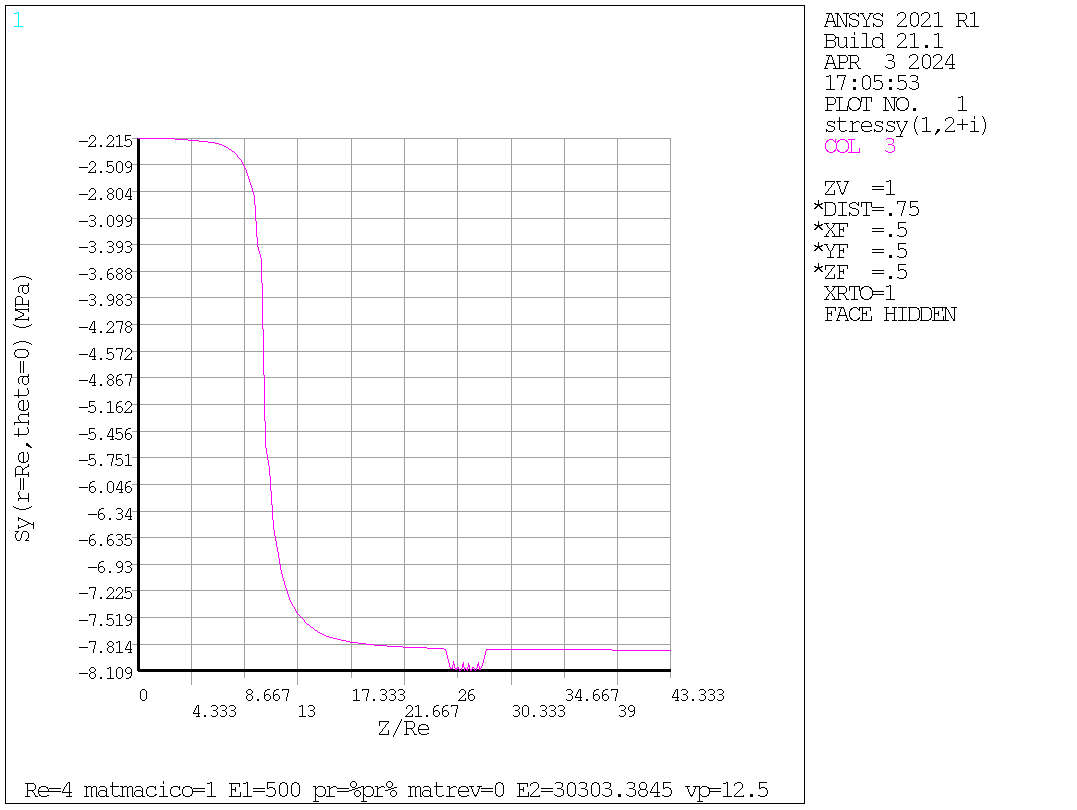 1
ANSYS 2021 R1
Build 21.1
APR  3 2024
17:05:53
PLOT NO.   1
stressy(1,2+i)
COL  3
ZV  =1
*DIST=.75
*XF  =.5
*YF  =.5
*ZF  =.5
XRTO=1
FACE HIDDEN
Sy(r=Re,theta=0)(MPa)
-2.215
-2.509
-2.804
-3.099
-3.393
-3.688
-3.983
-4.278
-4.572
-4.867
-5.162
-5.456
-5.751
-6.046
-6.34
-6.635
-6.93
-7.225
-7.519
-7.814
-8.109
0 8.667 17.333 26 34.667 43.333
4.333 13 21.667 30.333 39
Z/Re
Re=4 matmacico=1 E1=500 pr=%pr% matrev=0 E2=30303.3845 vp=12.5